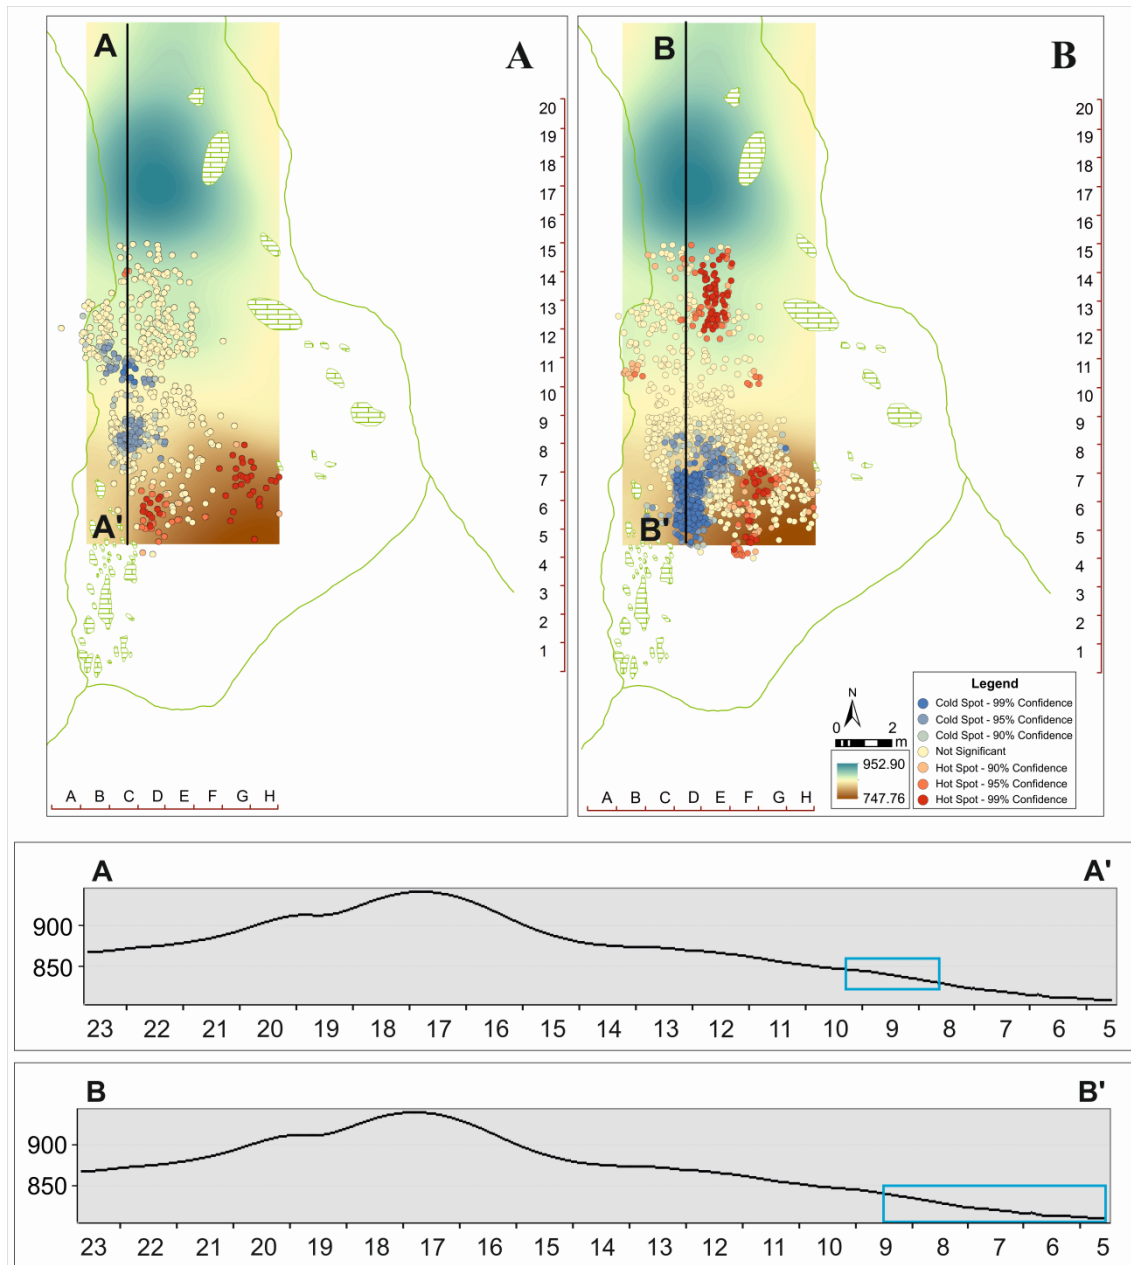 A
A
A'
20
19
18
17
16
15
14
13
12
11
10
9
8
7
6
5
4
3
2
1
A B C D E F G H
B
B
B'
20
19
18
17
16
15
14
13
12
11
10
9
8
7
6
5
4
3
2
1
A B C D E F G H
N
0 2
m
952.90
747.76
Legend
Cold Spot - 99% Confidence
Cold Spot - 95% Confidence
Cold Spot - 90% Confidence
Not Significant
Hot Spot - 90% Confidence
Hot Spot - 95% Confidence
Hot Spot - 99% Confidence
A A'
900
850
23 22 21 20 19 18 17 16 15 14 13 12 11 10 9 8 7 6 5
B B'
900
850
23 22 21 20 19 18 17 16 15 14 13 12 11 10 9 8 7 6 5